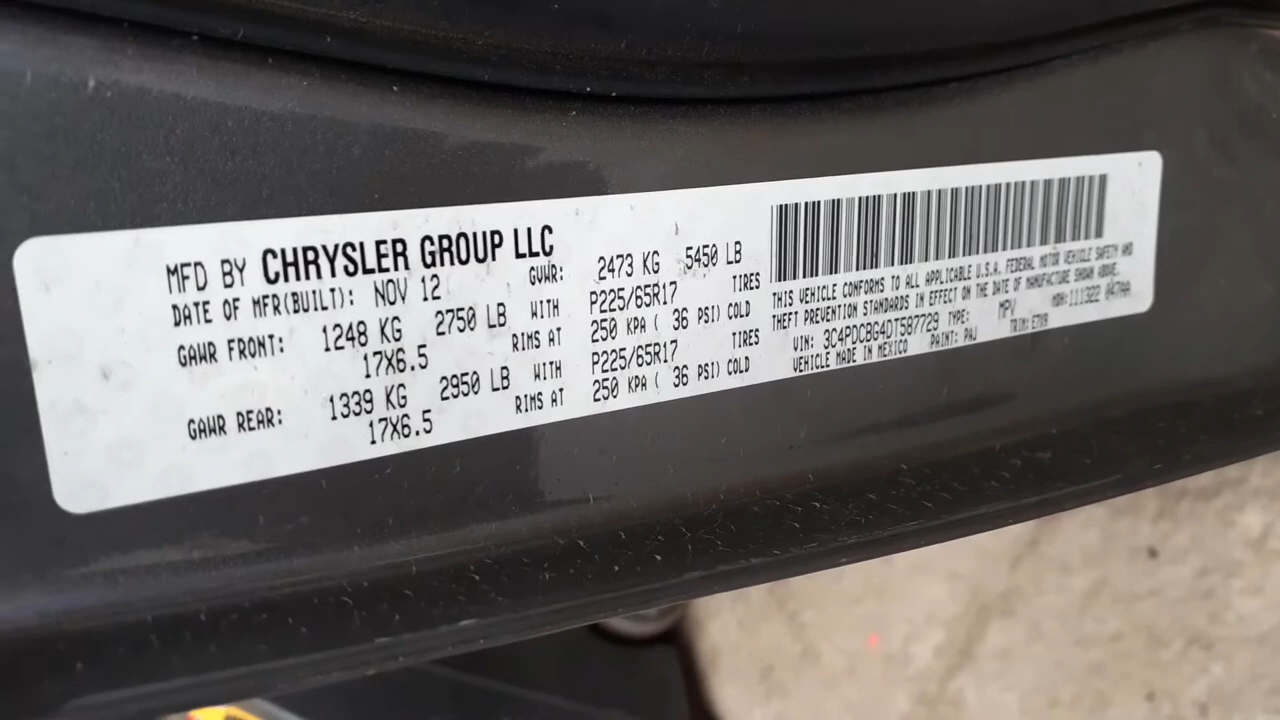 MFD BY CHRYSLER GROUP LLC
DATE OF MFR(BUILT): NOV 12 GVWR: 2473 KG 5450 LB
GAWR FRONT: 1248 KG 2750 LB WITH P225/65R17 TIRES
17X6.5 RIMS AT 250 KPA ( 36 PSI) COLD
GAWR REAR: 1339 KG 2950 LB WITH P225/65R17 TIRES
17X6.5 RIMS AT 250 KPA ( 36 PSI) COLD
THIS VEHICLE CONFORMS TO ALL APPLICABLE U.S.A. FEDERAL MOTOR VEHICLE SAFETY AND
THEFT PREVENTION STANDARDS IN EFFECT ON THE DATE OF MANUFACTURE SHOWN ABOVE.
VIN: 3C4PDCBG4DT587729 TYPE: MPV MDH:111322 047AA
VEHICLE MADE IN MEXICO PAINT: PAJ TRIM: